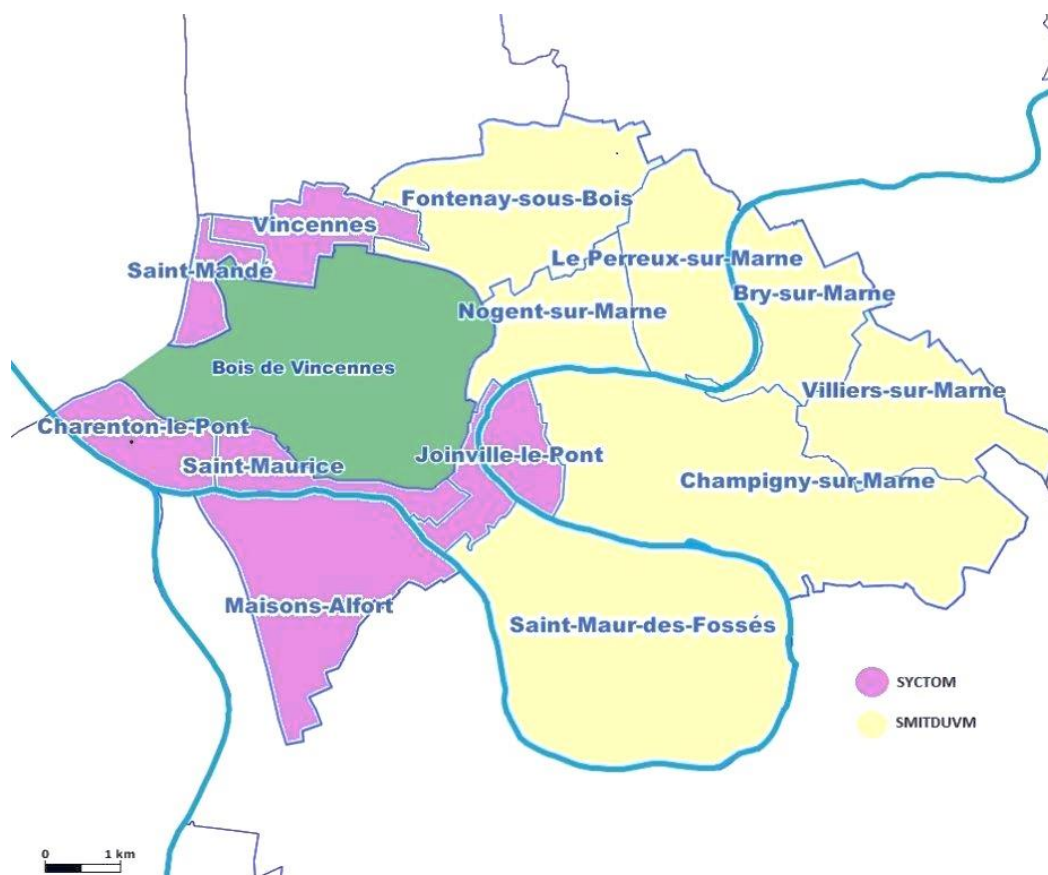 Fontenay-sous-Bois
Vincennes
Le Perreux-sur-Marne
Saint-Mandé
Bry-sur-Marne
Nogent-sur-Marne
Bois de Vincennes
Villiers-sur-Marne
Charenton-le-Pont
Joinville-le-Pont
Saint-Maurice
Champigny-sur-Marne
Maisons-Alfort
Saint-Maur-des-Fossés
SYCTOM
SMITDUVM
0 1 km